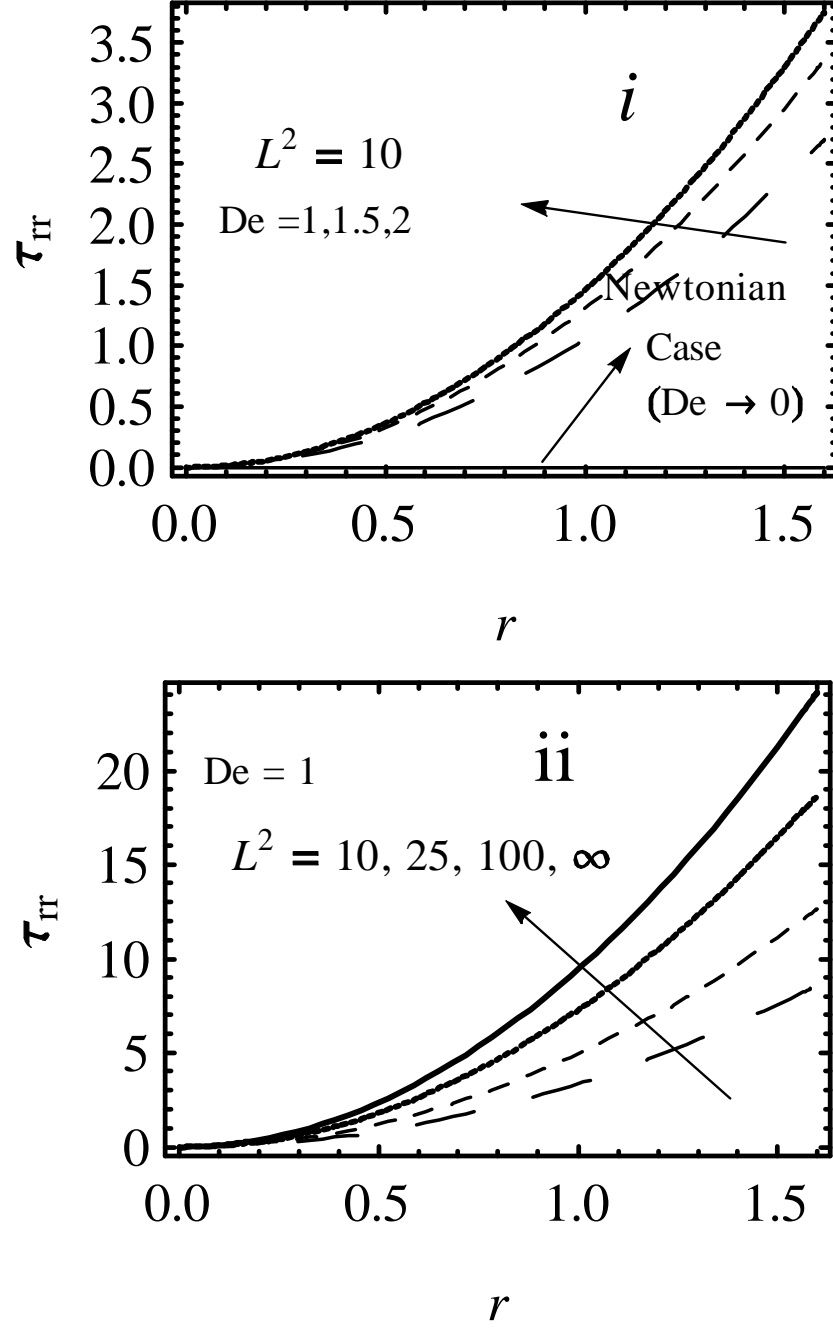 i
L² = 10
De =1,1.5,2
Newtonian
Case
(De → 0)
τrr
3.5
3.0
2.5
2.0
1.5
1.0
0.5
0.0
0.0 0.5 1.0 1.5
r
ii
De = 1
L² = 10, 25, 100, ∞
τrr
20
15
10
5
0
0.0 0.5 1.0 1.5
r